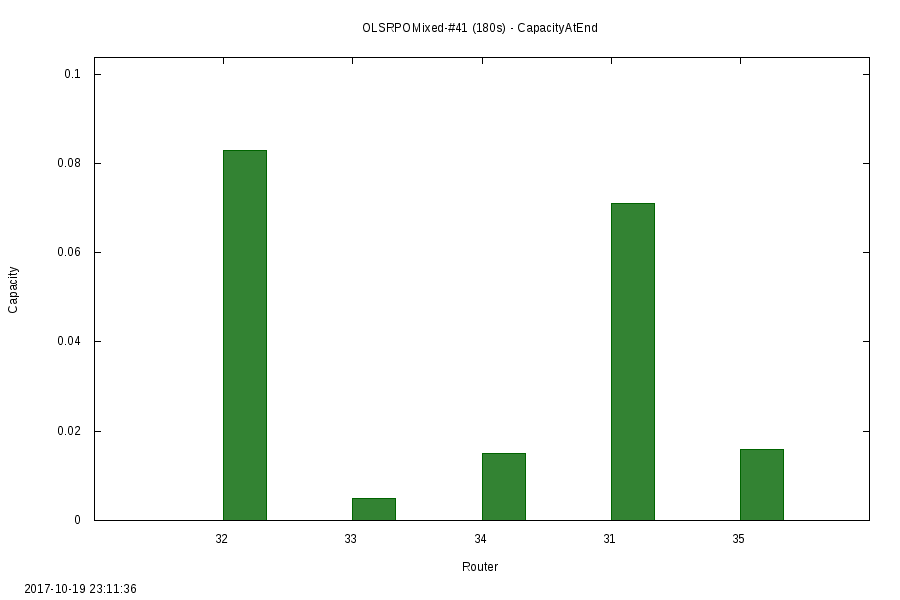 OLSRPOMixed-#41 (180s) - CapacityAtEnd
0.1
0.08
0.06
0.04
0.02
0
Capacity
32 33 34 31 35
Router
2017-10-19 23:11:36